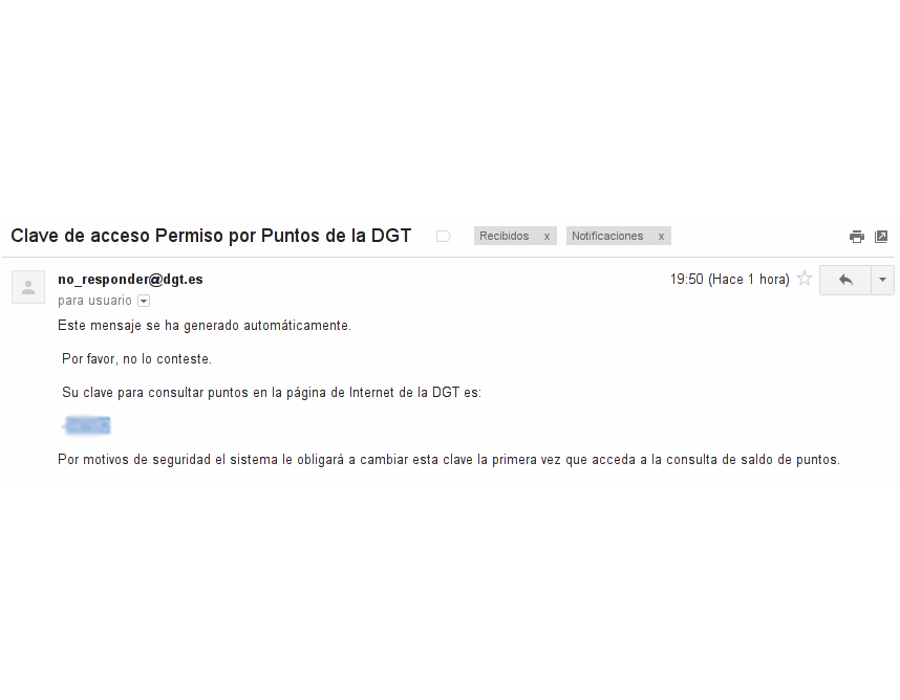 Clave de acceso Permiso por Puntos de la DGT
Recibidos x
Notificaciones x
no_responder@dgt.es
19:50 (Hace 1 hora)
para usuario
Este mensaje se ha generado automáticamente.
Por favor, no lo conteste.
Su clave para consultar puntos en la página de Internet de la DGT es:
Por motivos de seguridad el sistema le obligará a cambiar esta clave la primera vez que acceda a la consulta de saldo de puntos.